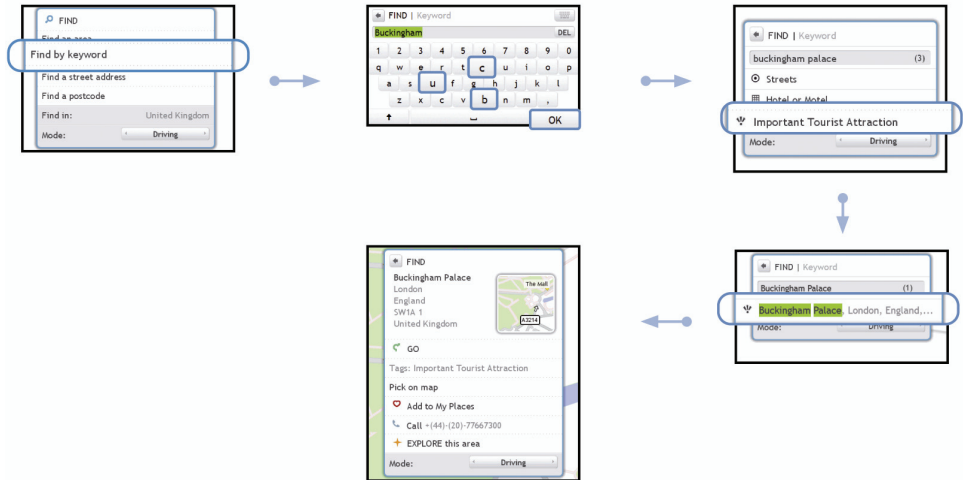 FIND
Find an area
Find by keyword
Find a street address
Find a postcode
Find in: United Kingdom
Mode: Driving
FIND | Keyword
Buckingham DEL
1 2 3 4 5 6 7 8 9 0
q w e r t c u i o p
a s u f g h j k l
z x c v b n m ,
OK
FIND | Keyword
buckingham palace (3)
Streets
Hotel or Motel
Important Tourist Attraction
Mode: Driving
FIND | Keyword
Buckingham Palace (1)
Buckingham Palace, London, England,...
Mode: Driving
FIND
Buckingham Palace
London
England
SW1A 1
United Kingdom
The Mall
A3214
GO
Tags: Important Tourist Attraction
Pick on map
Add to My Places
Call +(44)-(20)-77667300
EXPLORE this area
Mode: Driving